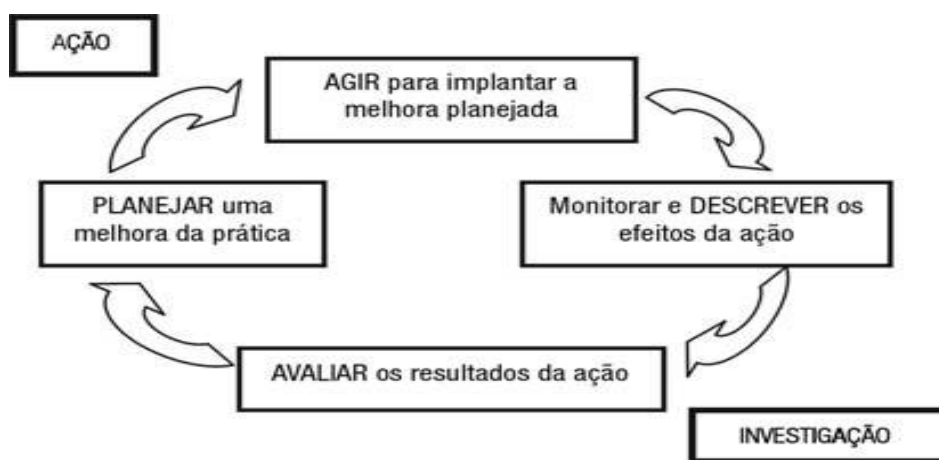 AÇÃO
AGIR para implantar a
melhora planejada
PLANEJAR uma
melhora da prática
Monitorar e DESCREVER os
efeitos da ação
AVALIAR os resultados da ação
INVESTIGAÇÃO